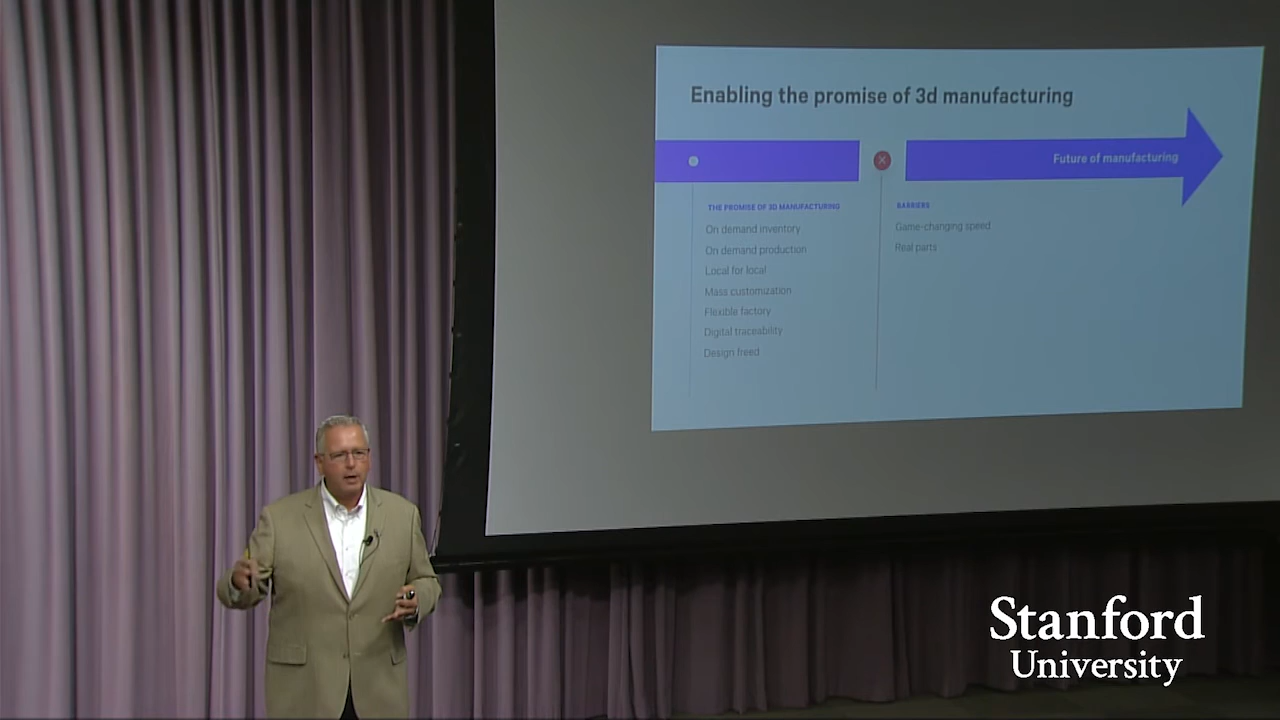 Enabling the promise of 3d manufacturing
Future of manufacturing
THE PROMISE OF 3D MANUFACTURING
On demand inventory
On demand production
Local for local
Mass customization
Flexible factory
Digital traceability
Design freed
BARRIERS
Game-changing speed
Real parts
Stanford
University